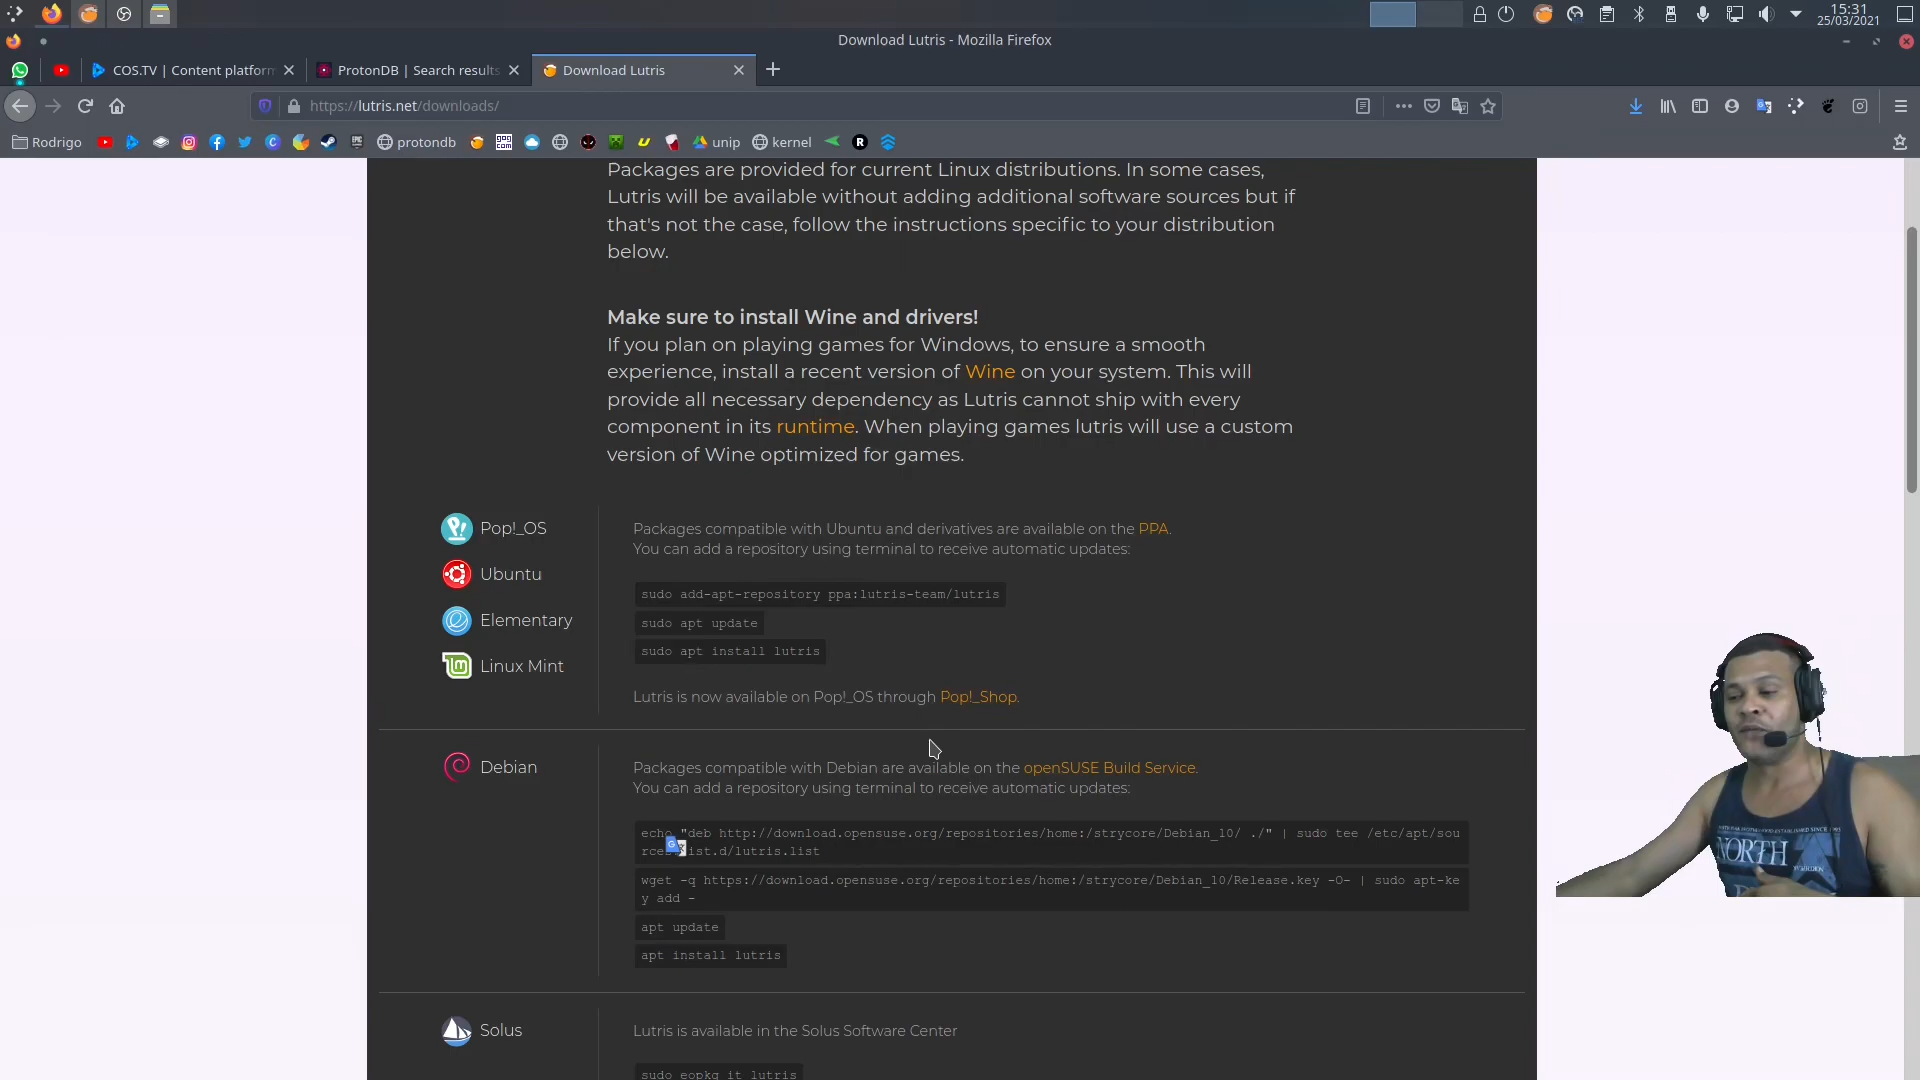 15:31
25/03/2021
Download Lutris - Mozilla Firefox
COS.TV | Content platform
ProtonDB | Search results
Download Lutris
https://lutris.net/downloads/
Rodrigo
protondb
unip
kernel
Packages are provided for current Linux distributions. In some cases,
Lutris will be available without adding additional software sources but if
that's not the case, follow the instructions specific to your distribution
below.
Make sure to install Wine and drivers!
If you plan on playing games for Windows, to ensure a smooth
experience, install a recent version of Wine on your system. This will
provide all necessary dependency as Lutris cannot ship with every
component in its runtime. When playing games lutris will use a custom
version of Wine optimized for games.
Pop!_OS
Ubuntu
Elementary
Linux Mint
Packages compatible with Ubuntu and derivatives are available on the PPA.
You can add a repository using terminal to receive automatic updates:
sudo add-apt-repository ppa:lutris-team/lutris
sudo apt update
sudo apt install lutris
Lutris is now available on Pop!_OS through Pop!_Shop.
Debian
Packages compatible with Debian are available on the openSUSE Build Service.
You can add a repository using terminal to receive automatic updates:
echo "deb http://download.opensuse.org/repositories/home:/strycore/Debian_10/ ./" | sudo tee /etc/apt/sou
ist.d/lutris.list
wget -q https://download.opensuse.org/repositories/home:/strycore/Debian_10/Release.key -O- | sudo apt-ke
y add -
apt update
apt install lutris
Solus
Lutris is available in the Solus Software Center
sudo eopkg it lutris
NORTH